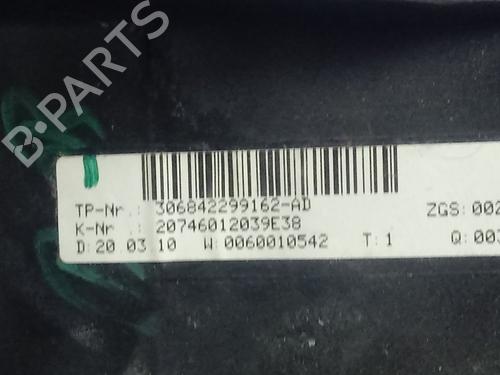 B-PARTS
TP-Nr.: 306842299162-AD
ZGS:002
K-Nr .: 20746012039E38
D:20.03.10 W:0060010542 T:1 Q:003